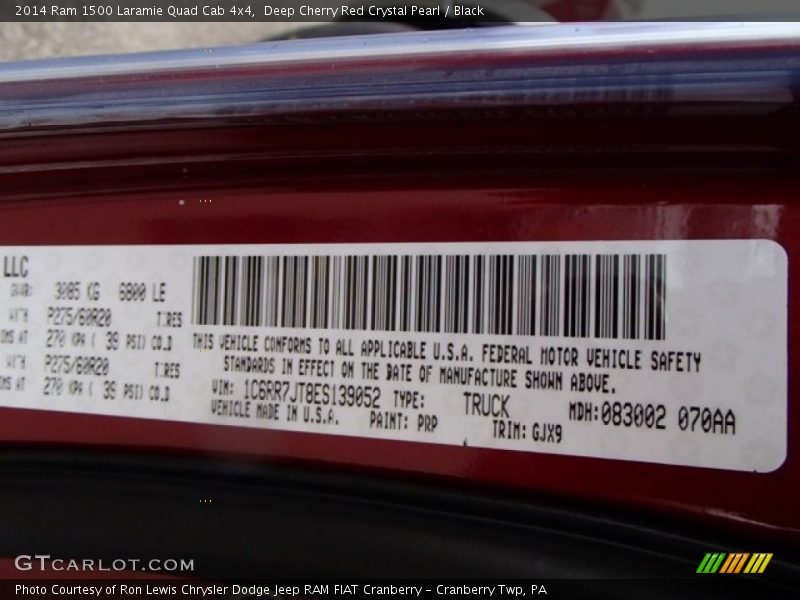 2014 Ram 1500 Laramie Quad Cab 4x4, Deep Cherry Red Crystal Pearl / Black
LLC
3085 KG 6800 LE
P275/60R20 TIRES
270 KPA ( 39 PSI) COLD
P275/60R20 TIRES
270 KPA ( 39 PSI) COLD
THIS VEHICLE CONFORMS TO ALL APPLICABLE U.S.A. FEDERAL MOTOR VEHICLE SAFETY
STANDARDS IN EFFECT ON THE DATE OF MANUFACTURE SHOWN ABOVE.
VIN: 1C6RR7JT8ES139052 TYPE: TRUCK MDH:083002 070AA
VEHICLE MADE IN U.S.A. PAINT: PRP TRIM: GJX9
GTcarlot.com
Photo Courtesy of Ron Lewis Chrysler Dodge Jeep RAM FIAT Cranberry – Cranberry Twp, PA